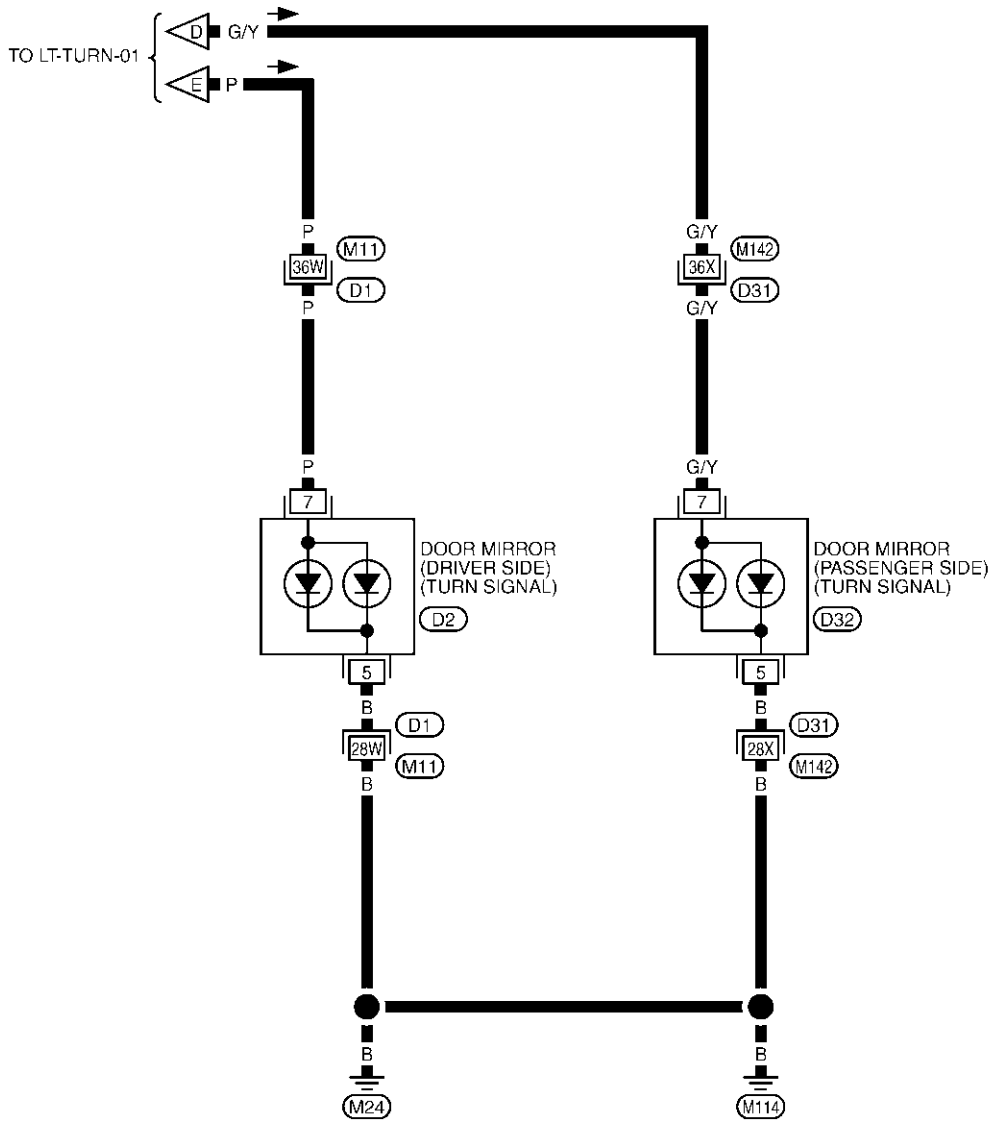 D G/Y
TO LT-TURN-01
E P
P G/Y
M11 M142
36W 36X
D1 D31
P G/Y
P G/Y
7 7
DOOR MIRROR
(DRIVER SIDE)
(TURN SIGNAL)
D2
DOOR MIRROR
(PASSENGER SIDE)
(TURN SIGNAL)
D32
5 5
B B
D1 D31
28W 28X
M11 M142
B B
B B
M24 M114